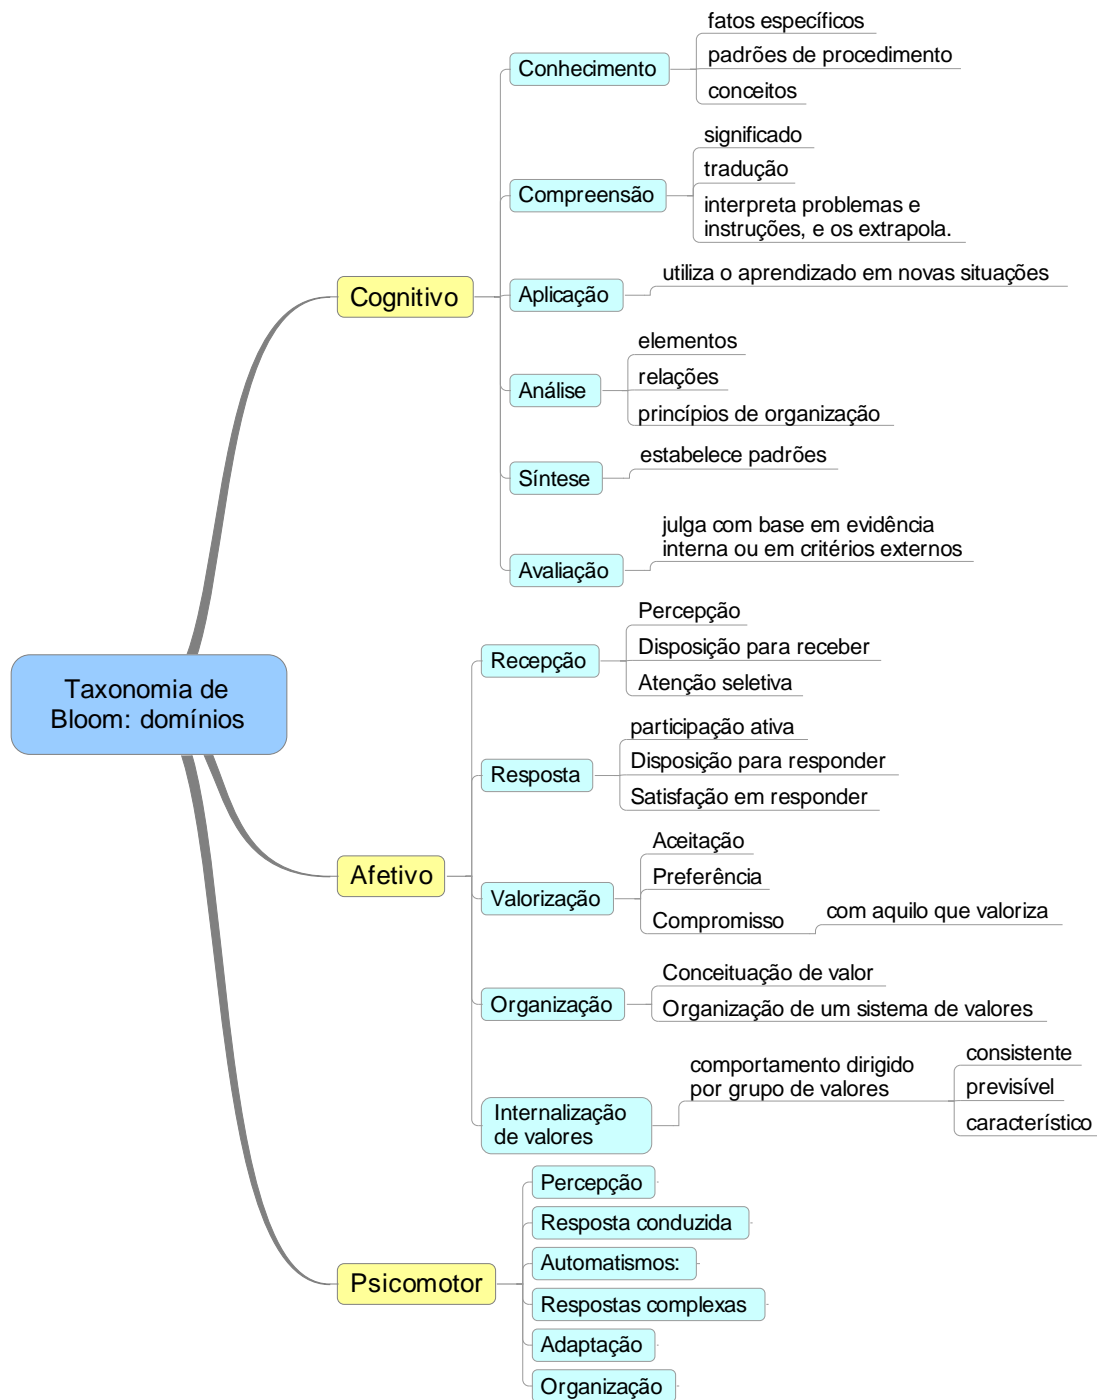 Taxonomia de
Bloom: domínios
Cognitivo
Conhecimento
fatos específicos
padrões de procedimento
conceitos
Compreensão
significado
tradução
interpreta problemas e
instruções, e os extrapola.
Aplicação
utiliza o aprendizado em novas situações
Análise
elementos
relações
princípios de organização
Síntese
estabelece padrões
Avaliação
julga com base em evidência
interna ou em critérios externos
Afetivo
Recepção
Percepção
Disposição para receber
Atenção seletiva
Resposta
participação ativa
Disposição para responder
Satisfação em responder
Valorização
Aceitação
Preferência
Compromisso
com aquilo que valoriza
Organização
Conceituação de valor
Organização de um sistema de valores
Internalização
de valores
comportamento dirigido
por grupo de valores
consistente
previsível
característico
Psicomotor
Percepção
Resposta conduzida
Automatismos:
Respostas complexas
Adaptação
Organização